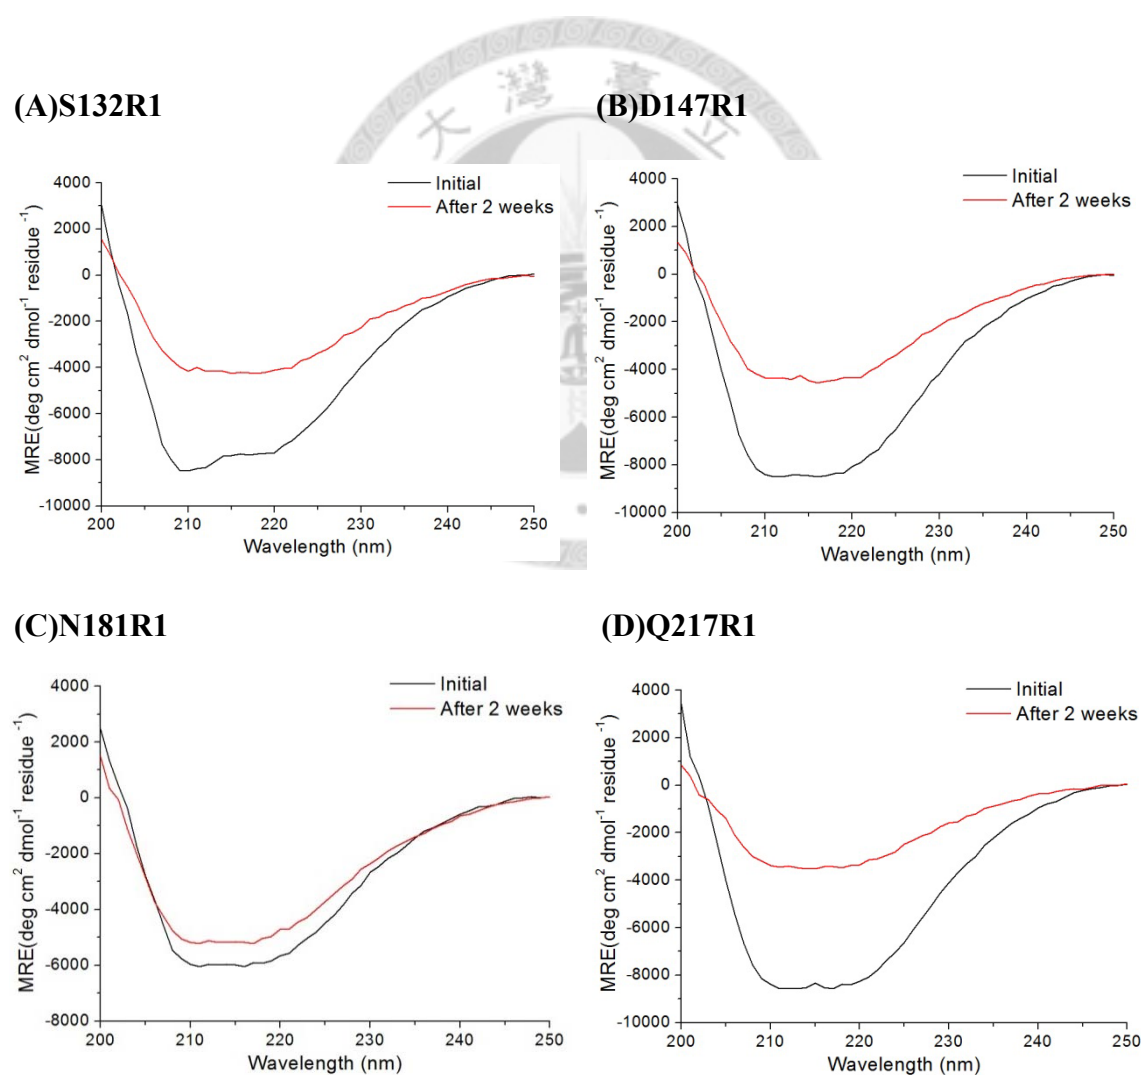 大灣臺立
(A)S132R1
(B)D147R1
4000
2000
0
-2000
-4000
-6000
-8000
-10000
MRE(deg cm² dmol⁻¹ residue ⁻¹)
Initial
After 2 weeks
200 210 220 230 240 250
Wavelength (nm)
4000
2000
0
-2000
-4000
-6000
-8000
-10000
MRE(deg cm² dmol⁻¹ residue ⁻¹)
Initial
After 2 weeks
200 210 220 230 240 250
Wavelength (nm)
(C)N181R1
(D)Q217R1
4000
2000
0
-2000
-4000
-6000
-8000
MRE(deg cm² dmol⁻¹ residue ⁻¹)
Initial
After 2 weeks
200 210 220 230 240 250
Wavelength (nm)
4000
2000
0
-2000
-4000
-6000
-8000
-10000
MRE(deg cm² dmol⁻¹ residue ⁻¹)
Initial
After 2 weeks
200 210 220 230 240 250
Wavelength (nm)